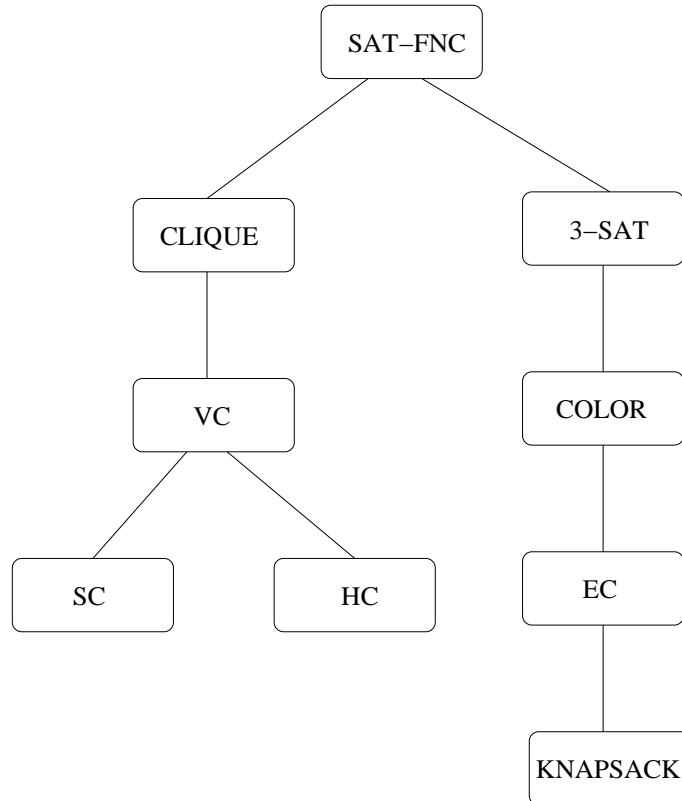 SAT–FNC
CLIQUE
3–SAT
VC
COLOR
SC
HC
EC
KNAPSACK